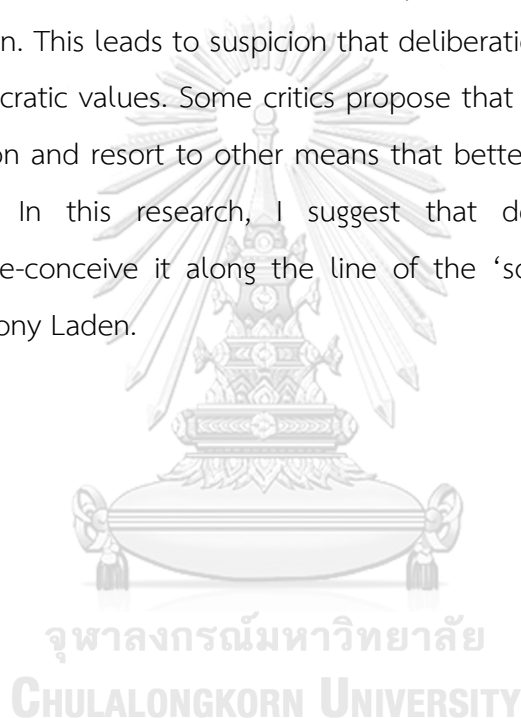 n. This leads to suspicion that deliberatio
cratic values. Some critics propose that
on and resort to other means that bette
In this research, I suggest that de
e-conceive it along the line of the ‘so
ony Laden.
จุฬาลงกรณ์มหาวิทยาลัย
CHULALONGKORN UNIVERSITY